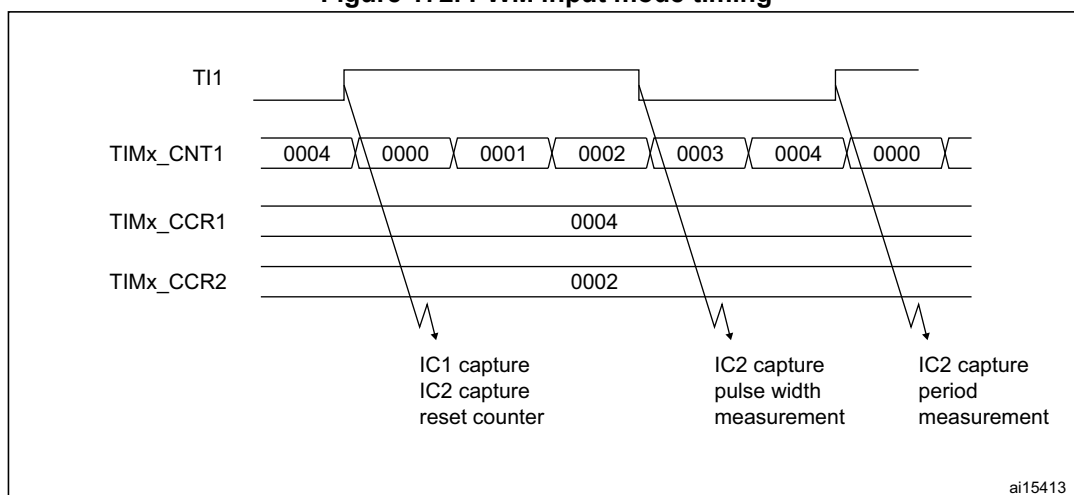 Figure 172. PWM input mode timing
TI1
TIMx_CNT1 0004 0000 0001 0002 0003 0004 0000
TIMx_CCR1 0004
TIMx_CCR2 0002
IC1 capture
IC2 capture
reset counter
IC2 capture
pulse width
measurement
IC2 capture
period
measurement
ai15413